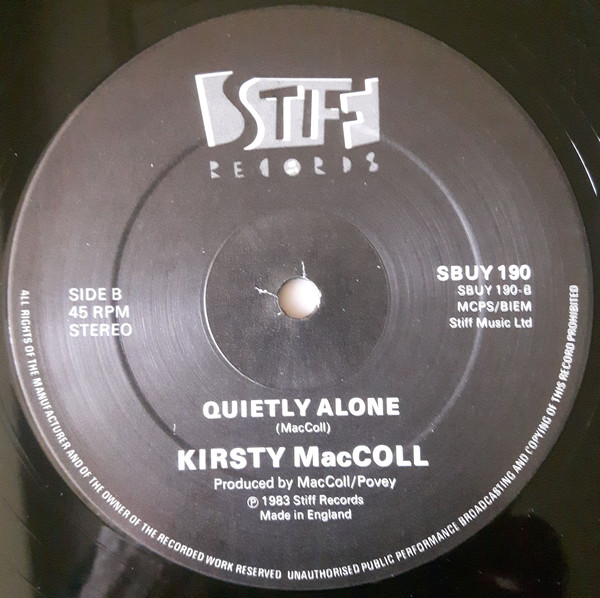 STIFF
RECORDS
SIDE B
45 RPM
STEREO
SBUY 190
SBUY 190-B
MCPS/BIEM
Stiff Music Ltd
QUIETLY ALONE
(MacColl)
KIRSTY MacCOLL
Produced by MacColl/Povey
Ⓟ 1983 Stiff Records
Made in England
ALL RIGHTS OF THE MANUFACTURER AND OF THE OWNER OF THE RECORDED WORK RESERVED UNAUTHORISED PUBLIC PERFORMANCE BROADCASTING AND COPYING OF THIS RECORD PROHIBITED